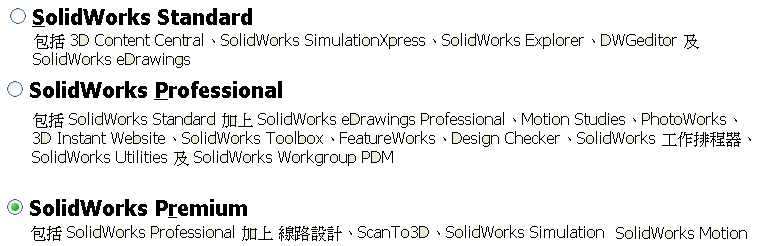 SolidWorks Standard
包括 3D Content Central、SolidWorks SimulationXpress、SolidWorks Explorer、DWGeditor 及
SolidWorks eDrawings
SolidWorks Professional
包括 SolidWorks Standard 加上 SolidWorks eDrawings Professional、Motion Studies、PhotoWorks、
3D Instant Website、SolidWorks Toolbox、FeatureWorks、Design Checker、SolidWorks 工作排程器、
SolidWorks Utilities 及 SolidWorks Workgroup PDM
SolidWorks Premium
包括 SolidWorks Professional 加上 線路設計、ScanTo3D、SolidWorks Simulation SolidWorks Motion